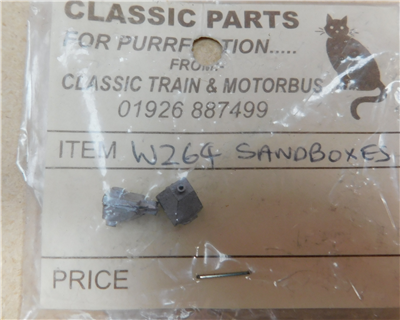 CLASSIC PARTS
FOR PURRFECTION.....
FROM:-
CLASSIC TRAIN & MOTORBUS
01926 887499
ITEM W264 SANDBOXES
PRICE